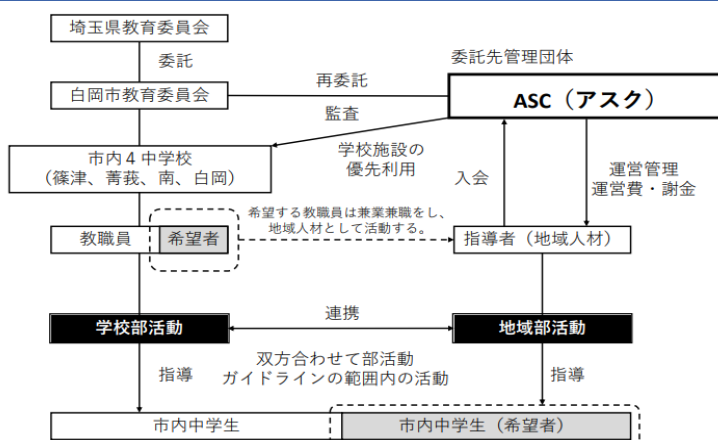 埼玉県教育委員会
委託
委託先管理団体
白岡市教育委員会
再委託
監査
ASC（アスク）
市内４中学校
（篠津、菁莪、南、白岡）
学校施設の
優先利用
入会
運営管理
運営費・謝金
教職員
希望者
希望する教職員は兼業兼職をし、
地域人材として活動する。
指導者（地域人材）
学校部活動
連携
地域部活動
指導
双方合わせて部活動
ガイドラインの範囲内の活動
指導
市内中学生
市内中学生（希望者）